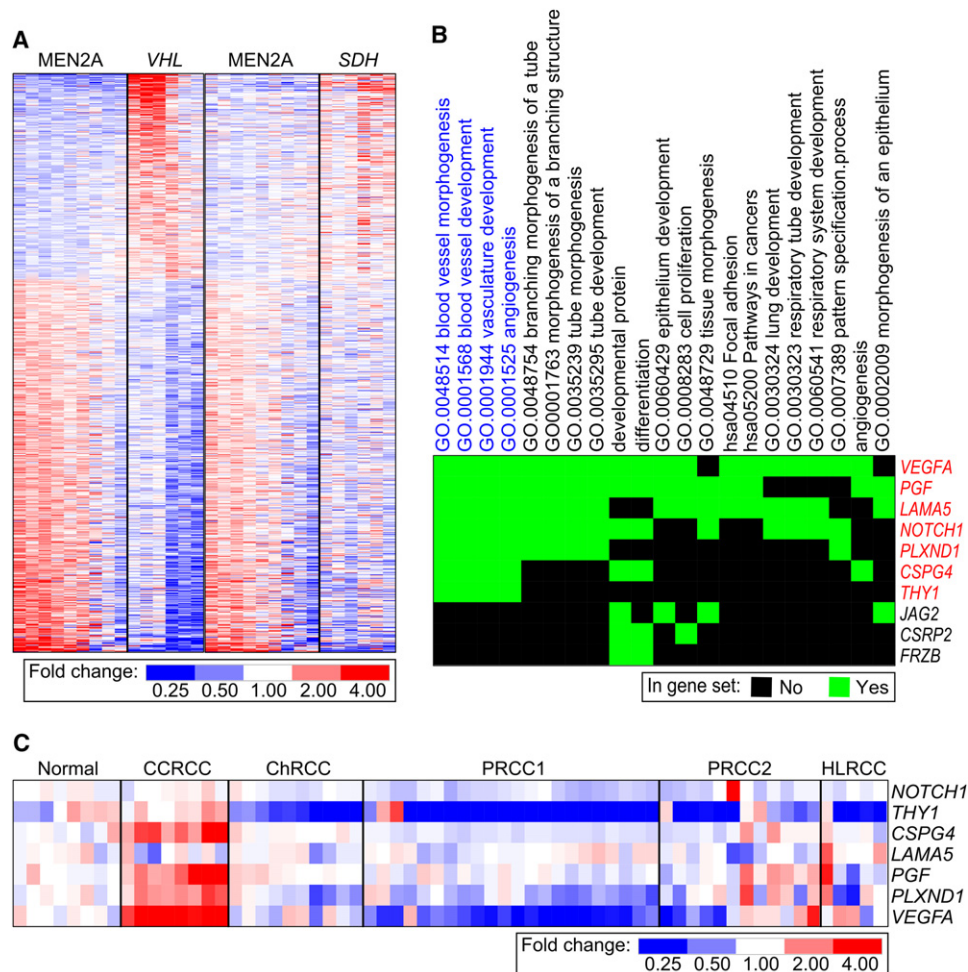 A
MEN2A VHL MEN2A SDH
Fold change:
0.25 0.50 1.00 2.00 4.00
B
GO.0048514 blood vessel morphogenesis
GO.0001568 blood vessel development
GO.0001944 vasculature development
GO.0001525 angiogenesis
GO.0048754 branching morphogenesis of a tube
GO0001763 morphogenesis of a branching structure
GO.0035239 tube morphogenesis
GO.0035295 tube development
developmental protein
differentiation
GO.0060429 epithelium development
GO.0008283 cell proliferation
GO.0048729 tissue morphogenesis
hsa04510 Focal adhesion
hsa05200 Pathways in cancers
GO.0030324 lung development
GO.0030323 respiratory tube development
GO.0060541 respiratory system development
GO.0007389 pattern specification.process
angiogenesis
GO.0002009 morphogenesis of an epithelium
VEGFA
PGF
LAMA5
NOTCH1
PLXND1
CSPG4
THY1
JAG2
CSRP2
FRZB
In gene set: No Yes
C
Normal CCRCC ChRCC PRCC1 PRCC2 HLRCC
NOTCH1
THY1
CSPG4
LAMA5
PGF
PLXND1
VEGFA
Fold change:
0.25 0.50 1.00 2.00 4.00